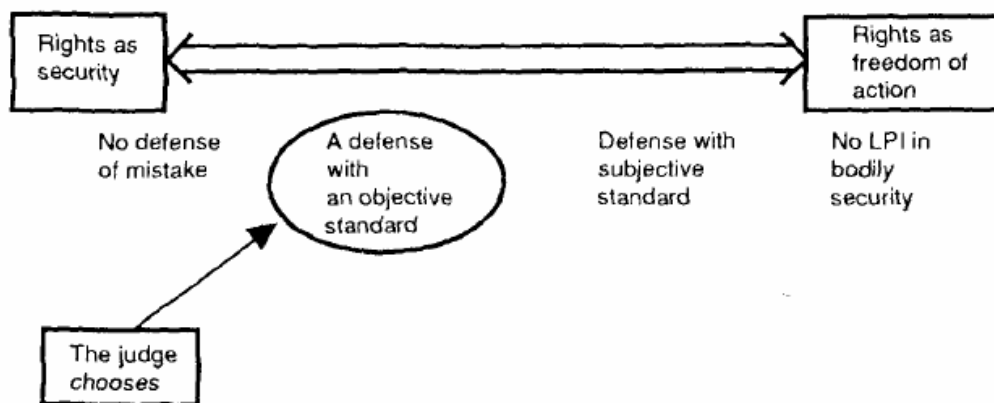 Rights as
security
Rights as
freedom of
action
No defense
of mistake
A defense
with
an objective
standard
Defense with
subjective
standard
No LPI in
bodily
security
The judge
chooses